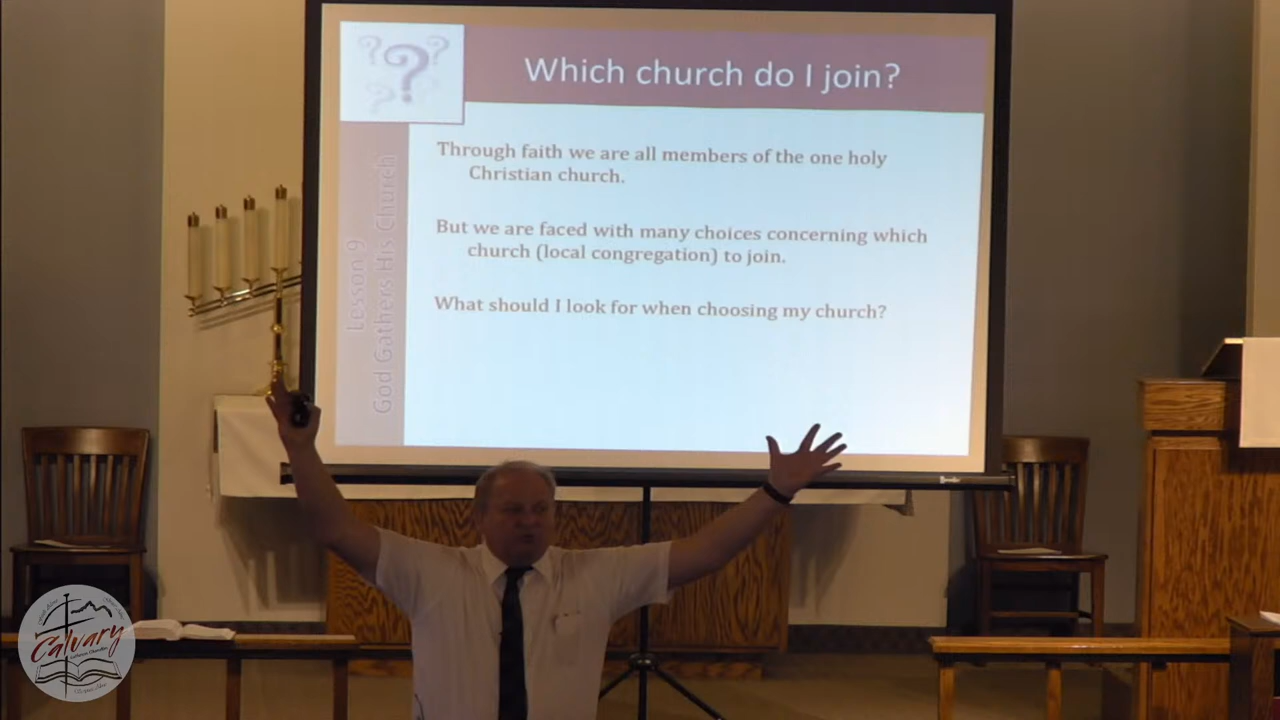 Which church do I join?
Through faith we are all members of the one holy
Christian church.
But we are faced with many choices concerning which
church (local congregation) to join.
What should I look for when choosing my church?
Lesson 9
God Gathers His Church
Calvary